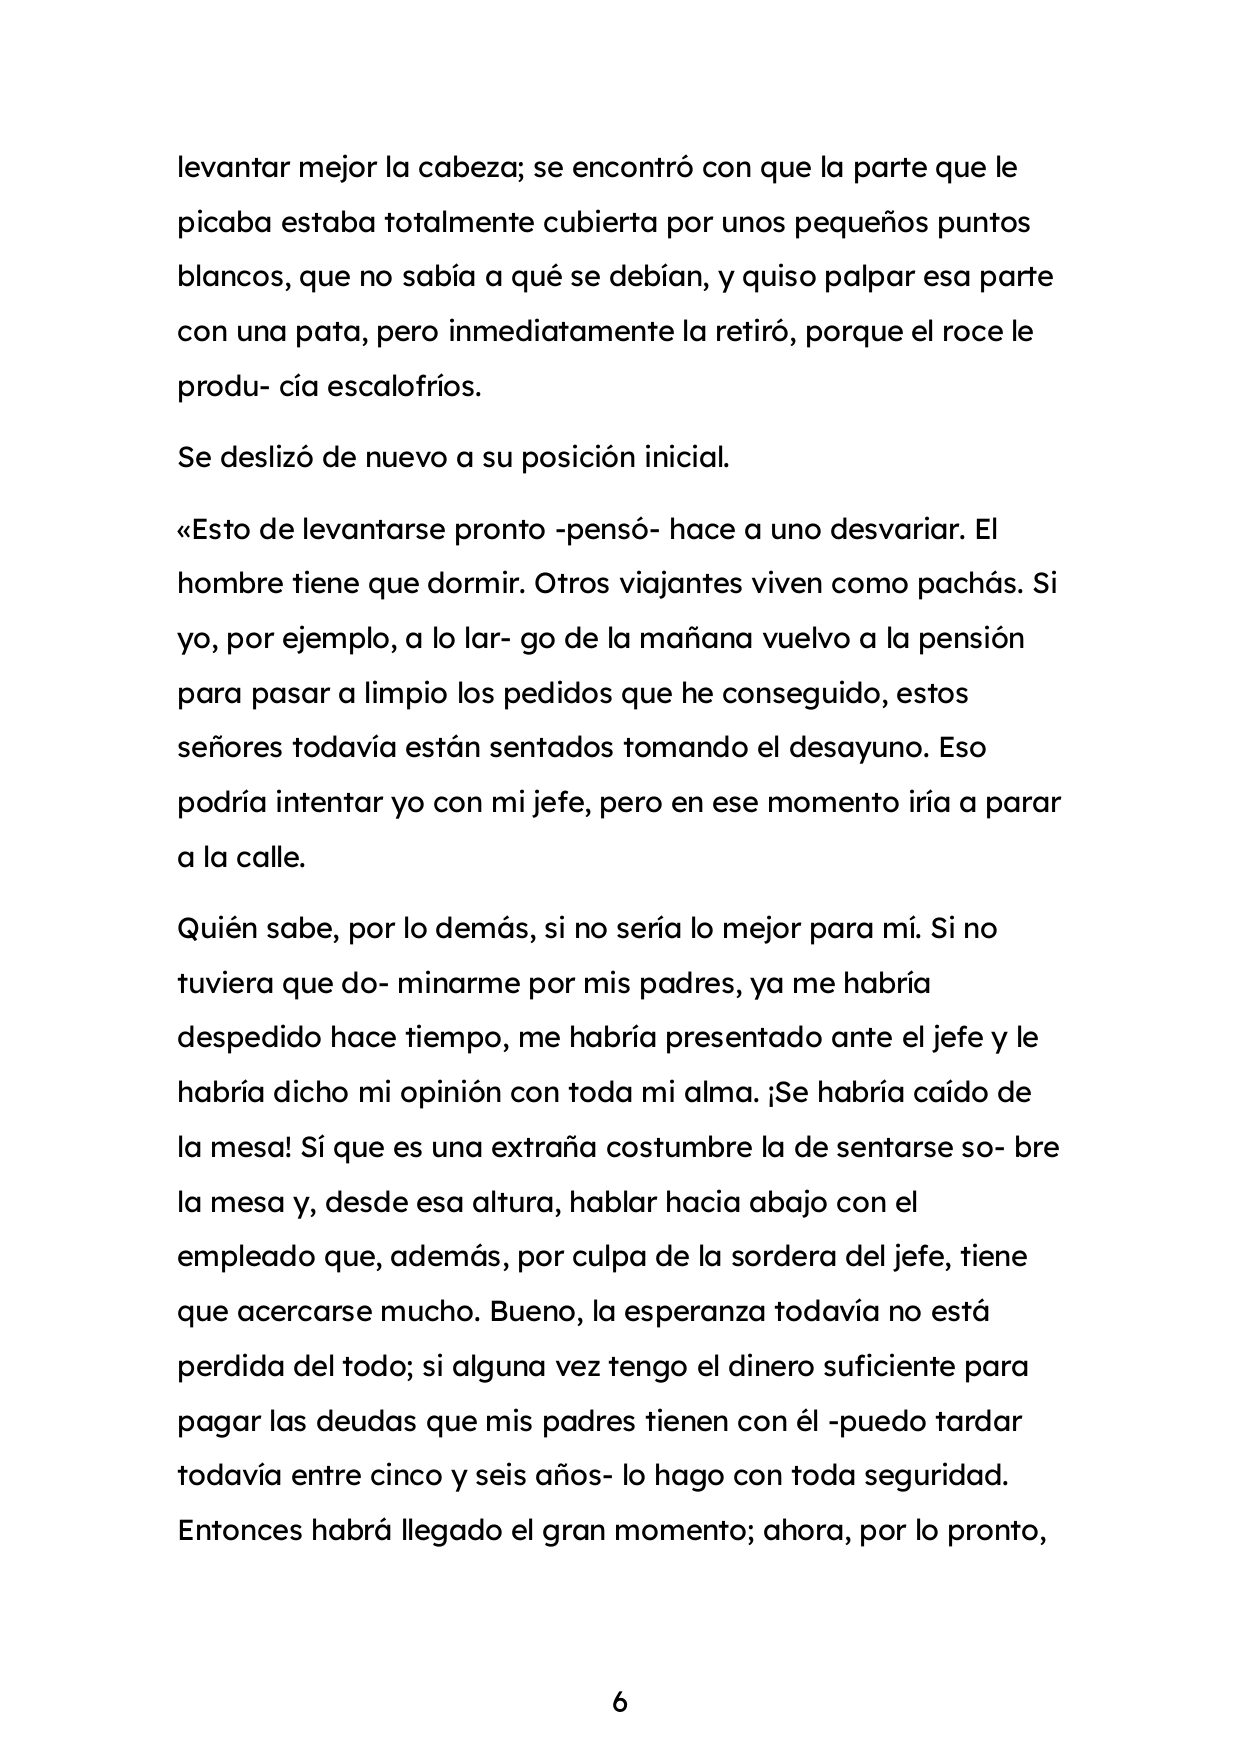 levantar mejor la cabeza; se encontró con que la parte que le
picaba estaba totalmente cubierta por unos pequeños puntos
blancos, que no sabía a qué se debían, y quiso palpar esa parte
con una pata, pero inmediatamente la retiró, porque el roce le
produ- cía escalofríos.
Se deslizó de nuevo a su posición inicial.
«Esto de levantarse pronto -pensó- hace a uno desvariar. El
hombre tiene que dormir. Otros viajantes viven como pachás. Si
yo, por ejemplo, a lo lar- go de la mañana vuelvo a la pensión
para pasar a limpio los pedidos que he conseguido, estos
señores todavía están sentados tomando el desayuno. Eso
podría intentar yo con mi jefe, pero en ese momento iría a parar
a la calle.
Quién sabe, por lo demás, si no sería lo mejor para mí. Si no
tuviera que do- minarme por mis padres, ya me habría
despedido hace tiempo, me habría presentado ante el jefe y le
habría dicho mi opinión con toda mi alma. ¡Se habría caído de
la mesa! Sí que es una extraña costumbre la de sentarse so- bre
la mesa y, desde esa altura, hablar hacia abajo con el
empleado que, además, por culpa de la sordera del jefe, tiene
que acercarse mucho. Bueno, la esperanza todavía no está
perdida del todo; si alguna vez tengo el dinero suficiente para
pagar las deudas que mis padres tienen con él -puedo tardar
todavía entre cinco y seis años- lo hago con toda seguridad.
Entonces habrá llegado el gran momento; ahora, por lo pronto,
6